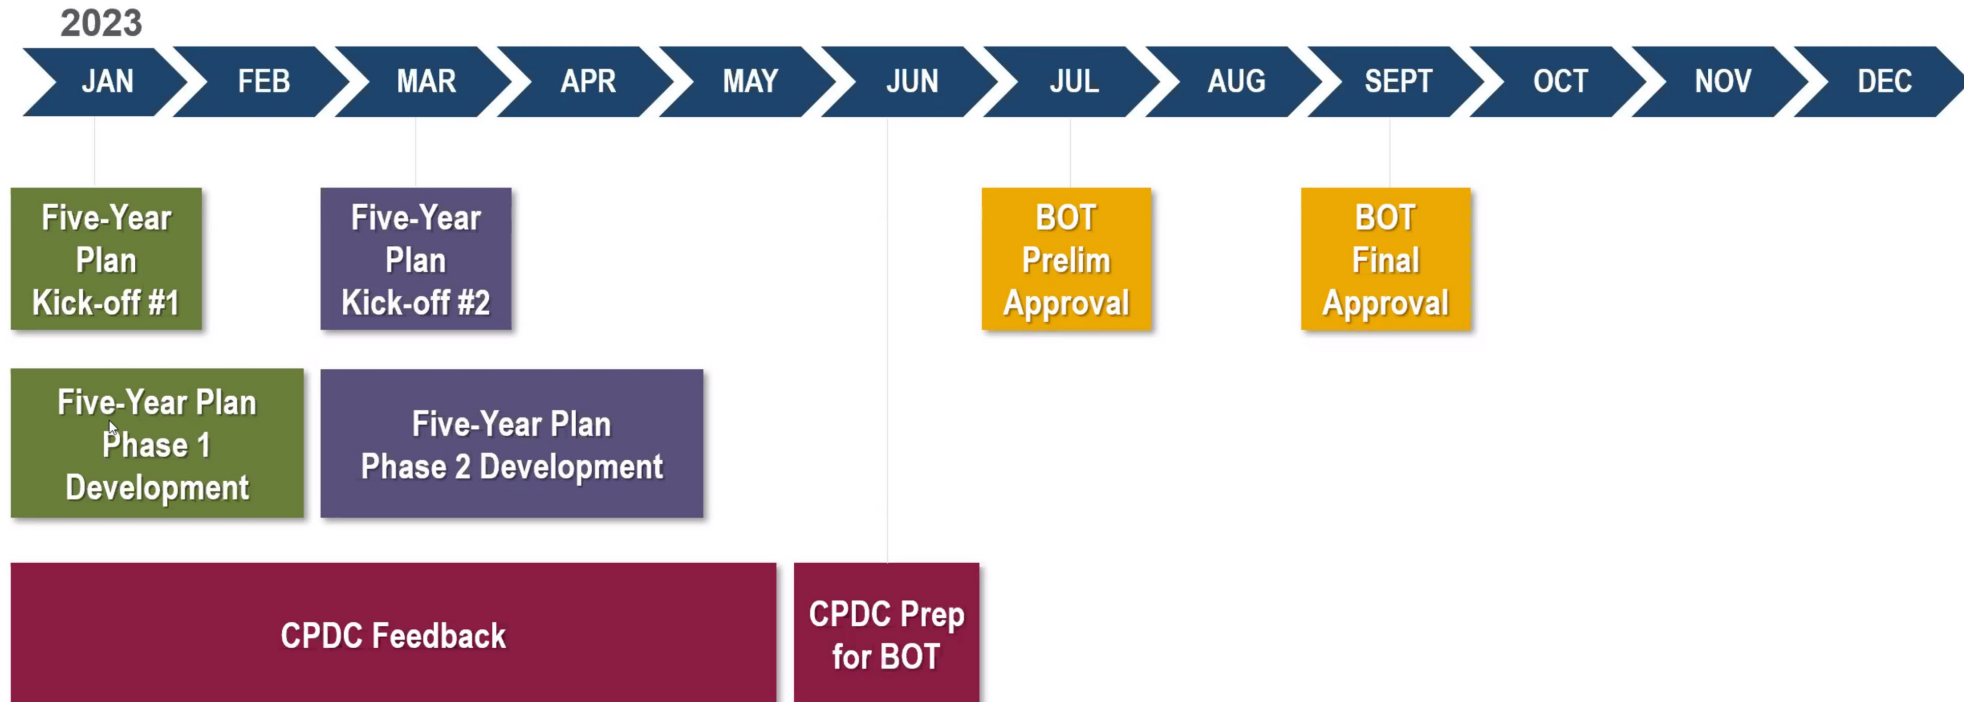 2023
JAN
FEB
MAR
APR
MAY
JUN
JUL
AUG
SEPT
OCT
NOV
DEC
Five-Year
Plan
Kick-off #1
Five-Year
Plan
Kick-off #2
BOT
Prelim
Approval
BOT
Final
Approval
Five-Year Plan
Phase 1
Development
Five-Year Plan
Phase 2 Development
CPDC Feedback
CPDC Prep
for BOT